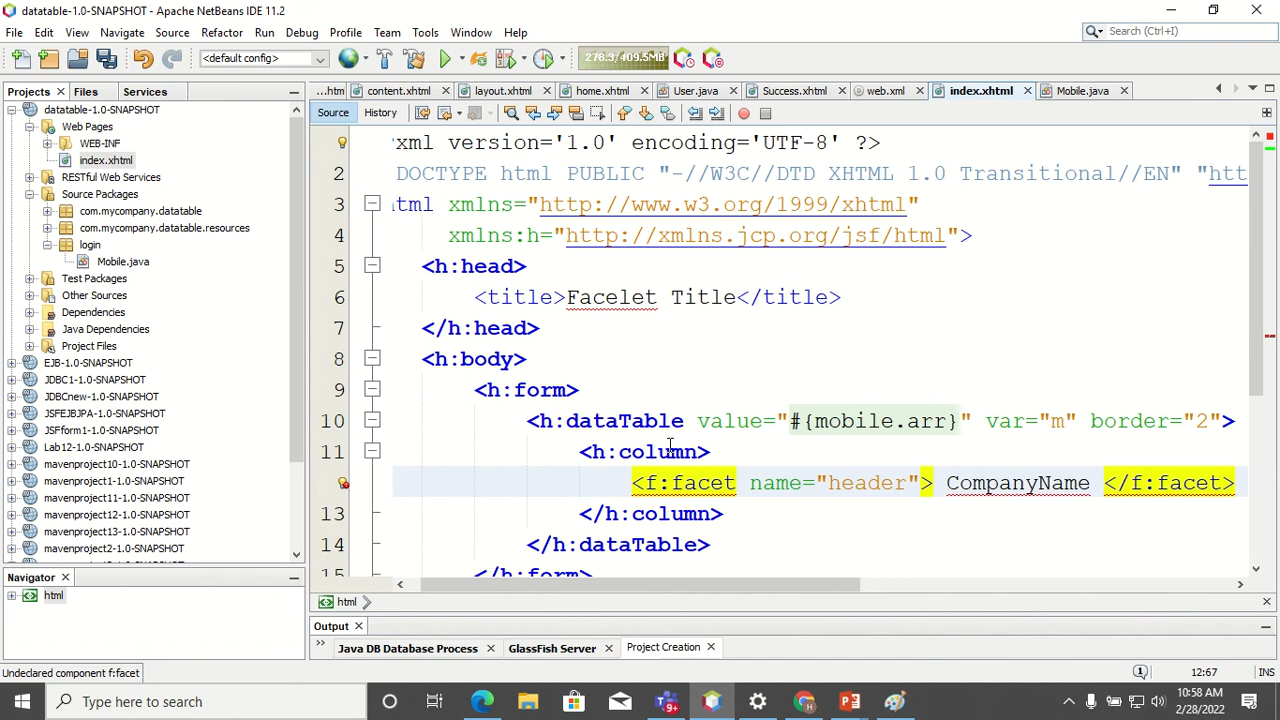 datatable-1.0-SNAPSHOT - Apache NetBeans IDE 11.2
File Edit View Navigate Source Refactor Run Debug Profile Team Tools Window Help
Search (Ctrl+I)
<default config>
278.3/409.5MB
Projects Files Services
...htm content.xhtml layout.xhtml home.xhtml User.java Success.xhtml web.xml index.xhtml Mobile.java
Source History
datatable-1.0-SNAPSHOT
Web Pages
WEB-INF
index.xhtml
RESTful Web Services
Source Packages
com.mycompany.datatable
com.mycompany.datatable.resources
login
Mobile.java
Test Packages
Other Sources
Dependencies
Java Dependencies
Project Files
EJB-1.0-SNAPSHOT
JDBC1-1.0-SNAPSHOT
JDBCnew-1.0-SNAPSHOT
JSFEJBJPA-1.0-SNAPSHOT
JSFform1-1.0-SNAPSHOT
Lab12-1.0-SNAPSHOT
mavenproject10-1.0-SNAPSHOT
mavenproject1-1.0-SNAPSHOT
mavenproject12-1.0-SNAPSHOT
mavenproject13-1.0-SNAPSHOT
mavenproject2-1.0-SNAPSHOT
xml version='1.0' encoding='UTF-8' ?>
2 DOCTYPE html PUBLIC "-//W3C//DTD XHTML 1.0 Transitional//EN" "htt
3 tml xmlns="http://www.w3.org/1999/xhtml"
4 xmlns:h="http://xmlns.jcp.org/jsf/html">
5 <h:head>
6 <title>Facelet Title</title>
7 </h:head>
8 <h:body>
9 <h:form>
10 <h:dataTable value="#{mobile.arr}" var="m" border="2">
11 <h:column>
<f:facet name="header"> CompanyName </f:facet>
13 </h:column>
14 </h:dataTable>
15 </h:form>
Navigator
html
html
Output
Java DB Database Process GlassFish Server Project Creation
Undeclared component f:facet
1
12:67
INS
Type here to search
9+
10:58 AM
2/28/2022